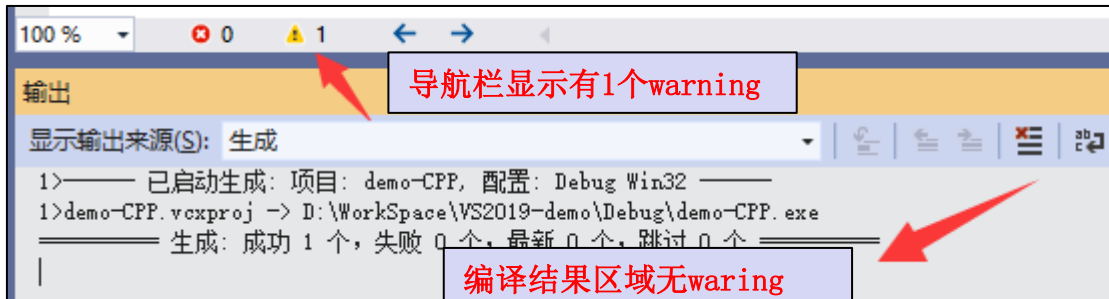 100 %
0
1
导航栏显示有1个warning
输出
显示输出来源(S): 生成
1>—— 已启动生成: 项目: demo-CPP, 配置: Debug Win32 ——
1>demo-CPP.vcxproj -> D:\WorkSpace\VS2019-demo\Debug\demo-CPP.exe
========== 生成: 成功 1 个，失败 0 个，最新 0 个，跳过 0 个 ==========
编译结果区域无waring